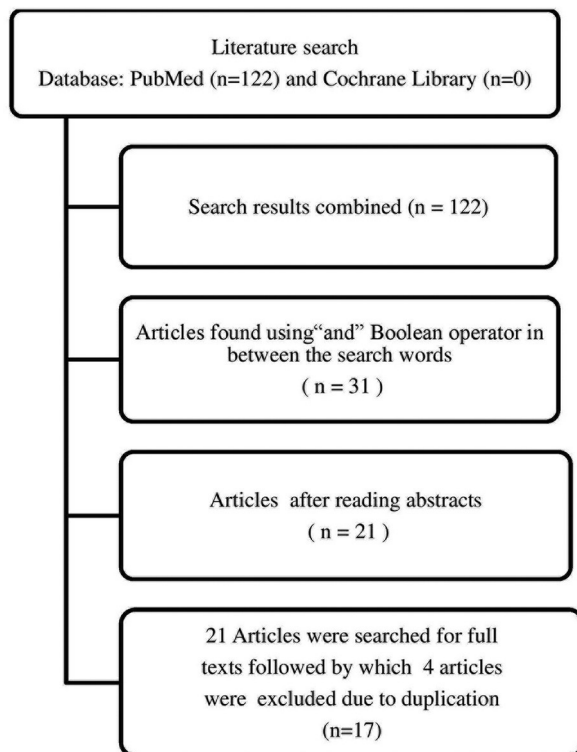 Literature search
Database: PubMed (n=122) and Cochrane Library (n=0)
Search results combined (n = 122)
Articles found using“and” Boolean operator in
between the search words
( n = 31 )
Articles after reading abstracts
( n = 21 )
21 Articles were searched for full
texts followed by which 4 articles
were excluded due to duplication
(n=17)